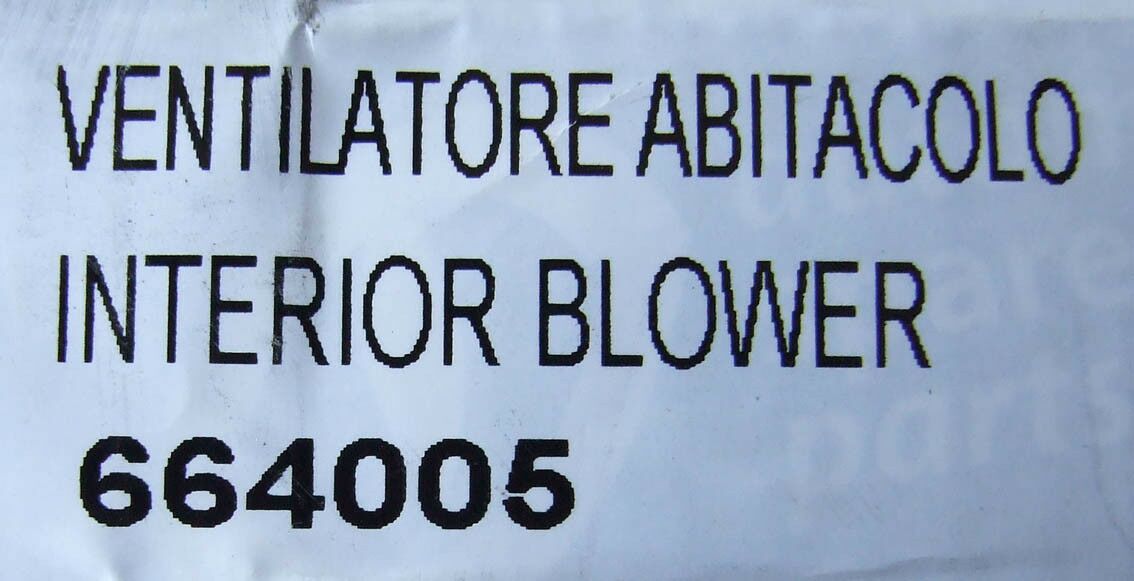 VENTILATORE ABITACOLO
INTERIOR BLOWER
664005